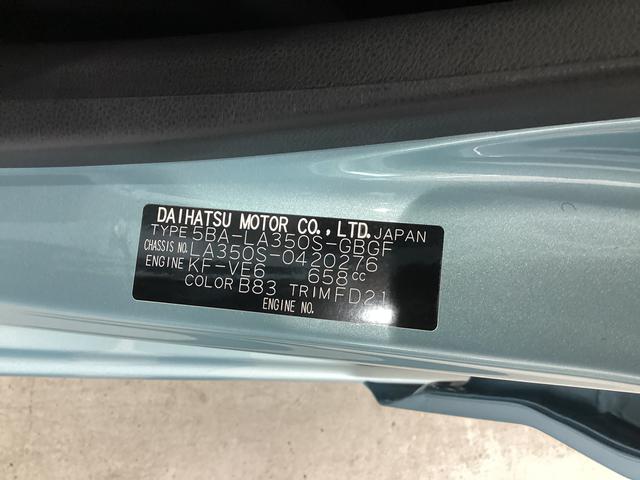 DAIHATSU MOTOR CO., LTD. JAPAN
TYPE 5BA-LA350S-GBGF
CHASSIS NO. LA350S-0420276
ENGINE KF-VE6 658cc
COLOR B83 TRIM FD21
ENGINE NO.